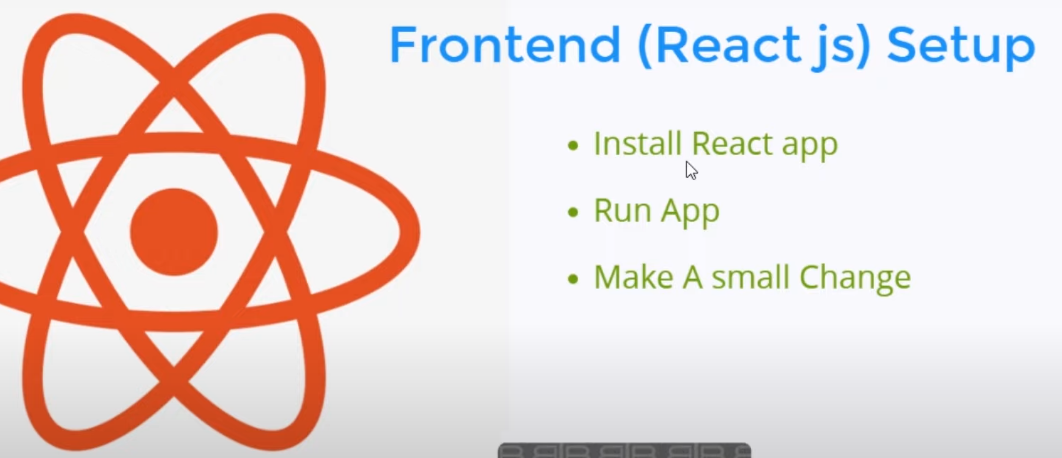 Frontend (React js) Setup
• Install React app
• Run App
• Make A small Change